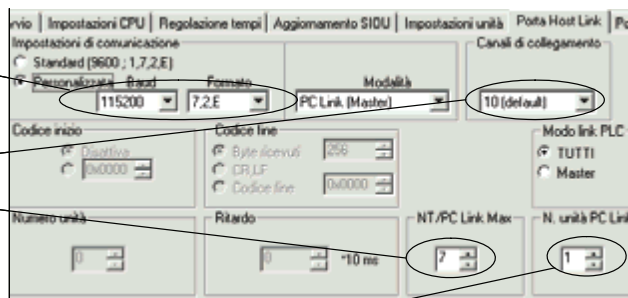 rvio | Impostazioni CPU | Regolazione tempi | Aggiornamento SIOU | Impostazioni unità | Porta Host Link | Po
Impostazioni di comunicazione
Canali di collegamento
Standard (9600 ; 1,7,2,E)
Personalizzata Baud Formato Modalità
115200 7,2,E PC Link (Master) 10 (default)
Codice inizio Codice fine Modo link PLC
Disattiva Byte ricevuti 256 TUTTI
0x0000 CR,LF Master
Codice fine 0x0000
Numero unità Ritardo NT/PC Link Max N. unità PC Link
0 0 *10 ms 7 1